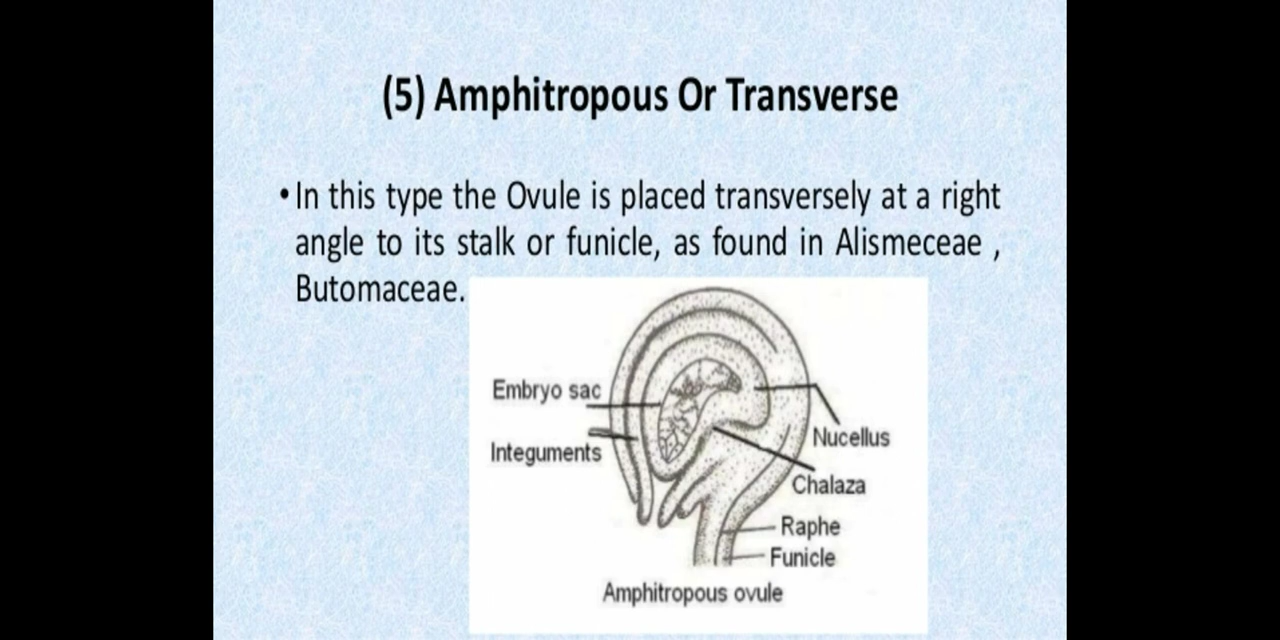 (5) Amphitropous Or Transverse
•In this type the Ovule is placed transversely at a right
angle to its stalk or funicle, as found in Alismeceae ,
Butomaceae.
Embryo sac
Integuments
Nucellus
Chalaza
Raphe
Funicle
Amphitropous ovule